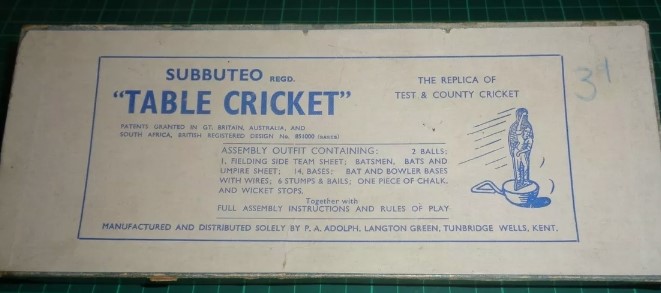 SUBBUTEO REGD.
"TABLE CRICKET"
THE REPLICA OF
TEST & COUNTY CRICKET
PATENTS GRANTED IN GT. BRITAIN, AUSTRALIA, AND
SOUTH AFRICA, BRITISH REGISTERED DESIGN No. 851000
ASSEMBLY OUTFIT CONTAINING: 2 BALLS;
1, FIELDING SIDE TEAM SHEET; BATSMEN, BATS AND
UMPIRE SHEET; 14, BASES: BAT AND BOWLER BASES
WITH WIRES; 6 STUMPS & BAILS; ONE PIECE OF CHALK,
AND WICKET STOPS.
Together with
FULL ASSEMBLY INSTRUCTIONS AND RULES OF PLAY
MANUFACTURED AND DISTRIBUTED SOLELY BY P. A. ADOLPH, LANGTON GREEN, TUNBRIDGE WELLS, KENT.